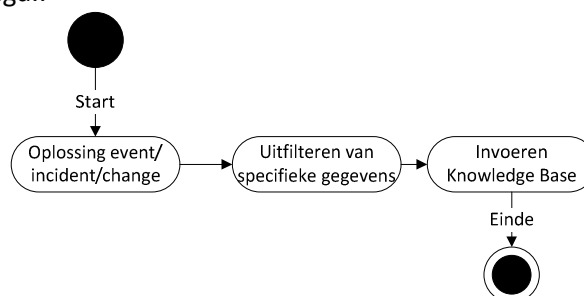 Start
Oplossing event/
incident/change
Uitfilteren van
specifieke gegevens
Invoeren
Knowledge Base
Einde